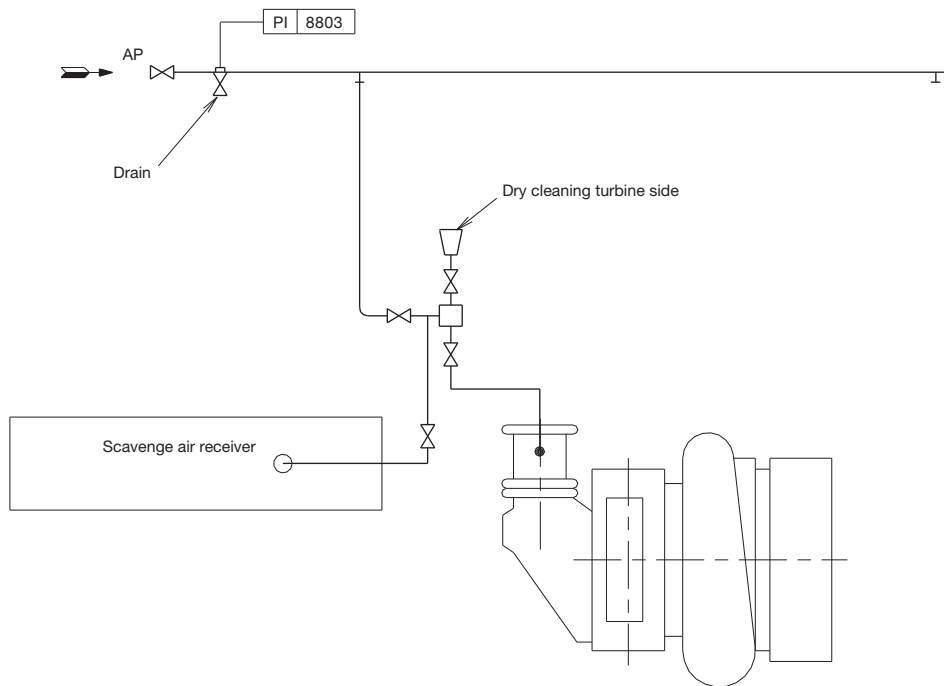 PI 8803
AP
Drain
Dry cleaning turbine side
Scavenge air receiver